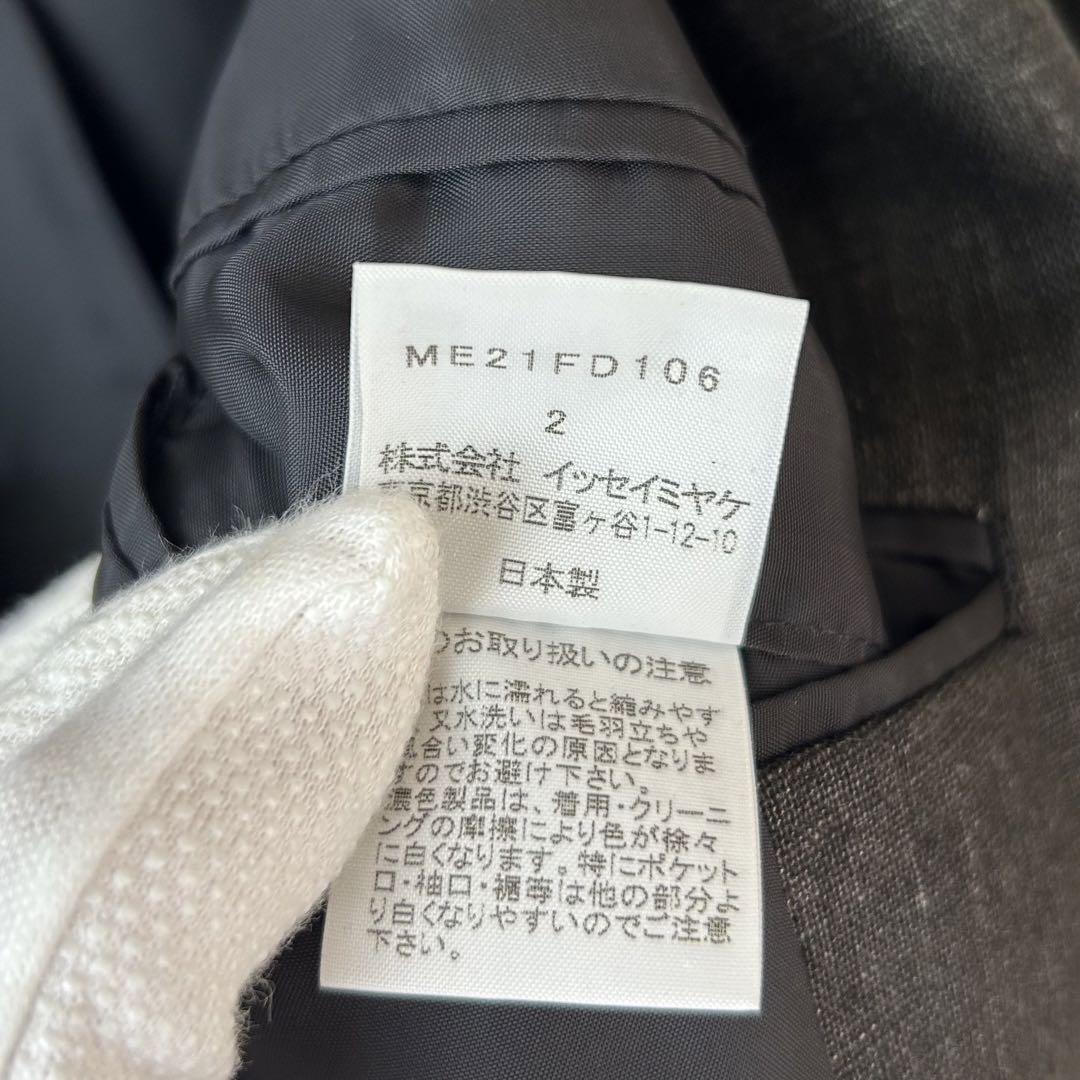 ME21FD106
2
株式会社 イッセイミヤケ
東京都渋谷区富ヶ谷1-12-10
日本製
のお取り扱いの注意
は水に濡れると縮みやす
又水洗いは毛羽立ちや
風合い変化の原因となりま
すのでお避け下さい。
濃色製品は、着用・クリーニ
ングの摩擦により色が徐々
に白くなります。特にポケット
口・袖口・裾等は他の部分よ
り白くなりやすいのでご注意
下さい。